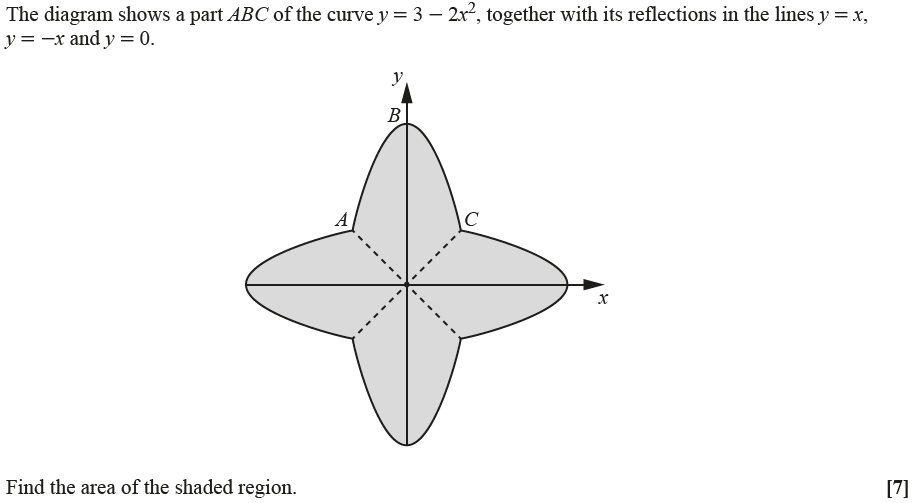 The diagram shows a part ABC of the curve y = 3 − 2x², together with its reflections in the lines y = x,
y = −x and y = 0.
y
B
A
C
x
Find the area of the shaded region.
[7]